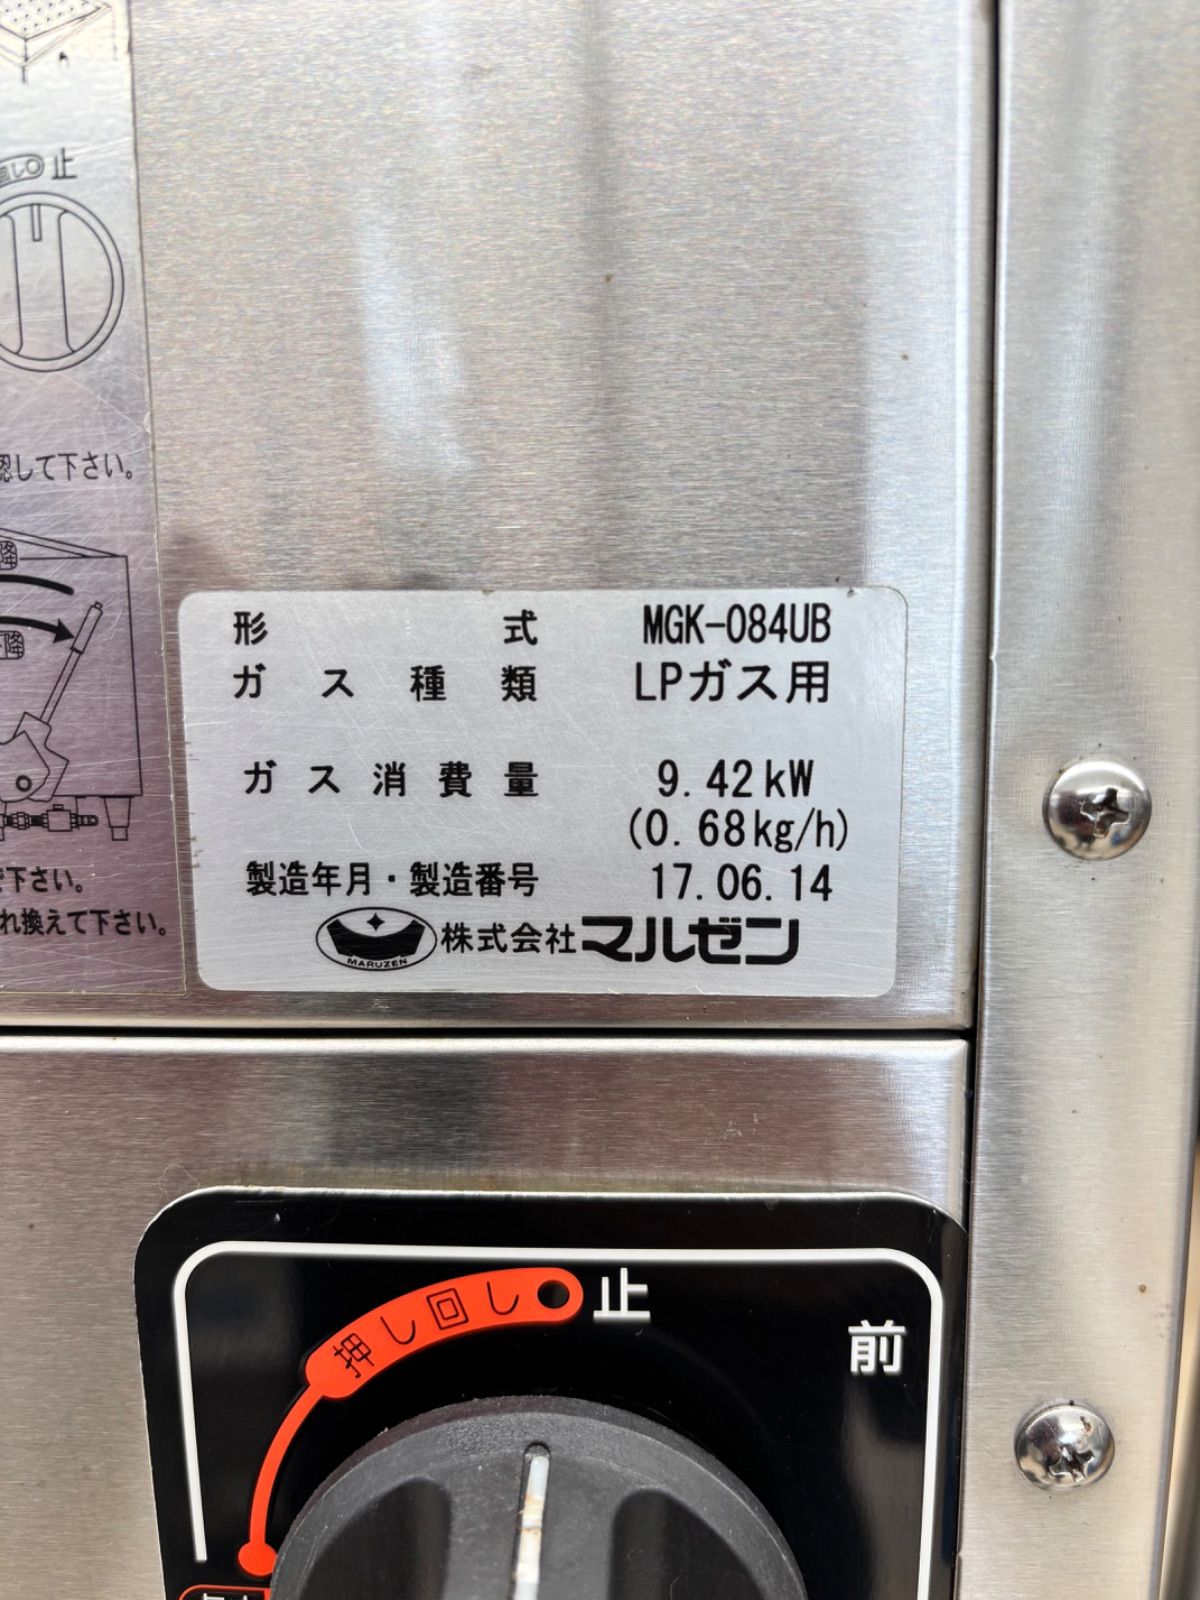 止
認して下さい。
降
降
下さい。
れ換えて下さい。
形式 MGK-084UB
ガス種類 LPガス用
ガス消費量 9.42kW
(0.68kg/h)
製造年月・製造番号 17.06.14
MARUZEN 株式会社マルゼン
押し回し 止
前